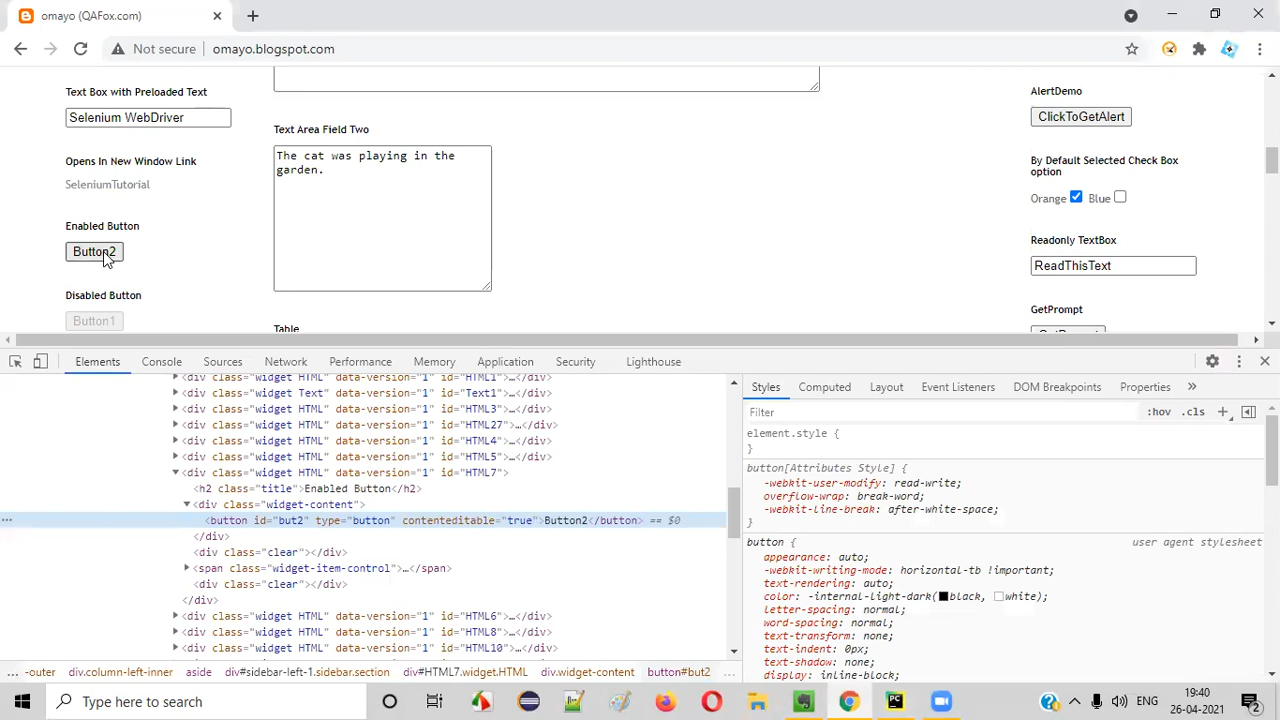 omayo (QAFox.com)
Not secure
omayo.blogspot.com
Text Box with Preloaded Text
Selenium WebDriver
Opens In New Window Link
SeleniumTutorial
Enabled Button
Button2
Disabled Button
Button1
Text Area Field Two
The cat was playing in the
garden.
Table
AlertDemo
ClickToGetAlert
By Default Selected Check Box
option
Orange Blue
Readonly TextBox
ReadThisText
GetPrompt
Elements Console Sources Network Performance Memory Application Security Lighthouse
<div class="widget HTML" data-version="1" id="HTML1">…</div>
<div class="widget Text" data-version="1" id="Text1">…</div>
<div class="widget HTML" data-version="1" id="HTML3">…</div>
<div class="widget HTML" data-version="1" id="HTML27">…</div>
<div class="widget HTML" data-version="1" id="HTML4">…</div>
<div class="widget HTML" data-version="1" id="HTML5">…</div>
<div class="widget HTML" data-version="1" id="HTML7">
<h2 class="title">Enabled Button</h2>
<div class="widget-content">
<button id="but2" type="button" contenteditable="true">Button2</button> == $0
</div>
<div class="clear"></div>
<span class="widget-item-control">…</span>
<div class="clear"></div>
</div>
<div class="widget HTML" data-version="1" id="HTML6">…</div>
<div class="widget HTML" data-version="1" id="HTML8">…</div>
<div class="widget HTML" data-version="1" id="HTML10">…</div>
... -outer div.column-left-inner aside div#sidebar-left-1.sidebar.section div#HTML7.widget.HTML div.widget-content button#but2 ...
Styles Computed Layout Event Listeners DOM Breakpoints Properties »
Filter :hov .cls +
element.style {
}
button[Attributes Style] {
-webkit-user-modify: read-write;
overflow-wrap: break-word;
-webkit-line-break: after-white-space;
}
button { user agent stylesheet
appearance: auto;
-webkit-writing-mode: horizontal-tb !important;
text-rendering: auto;
color: -internal-light-dark(black, white);
letter-spacing: normal;
word-spacing: normal;
text-transform: none;
text-indent: 0px;
text-shadow: none;
display: inline-block;
Type here to search
ENG
19:40
26-04-2021
2